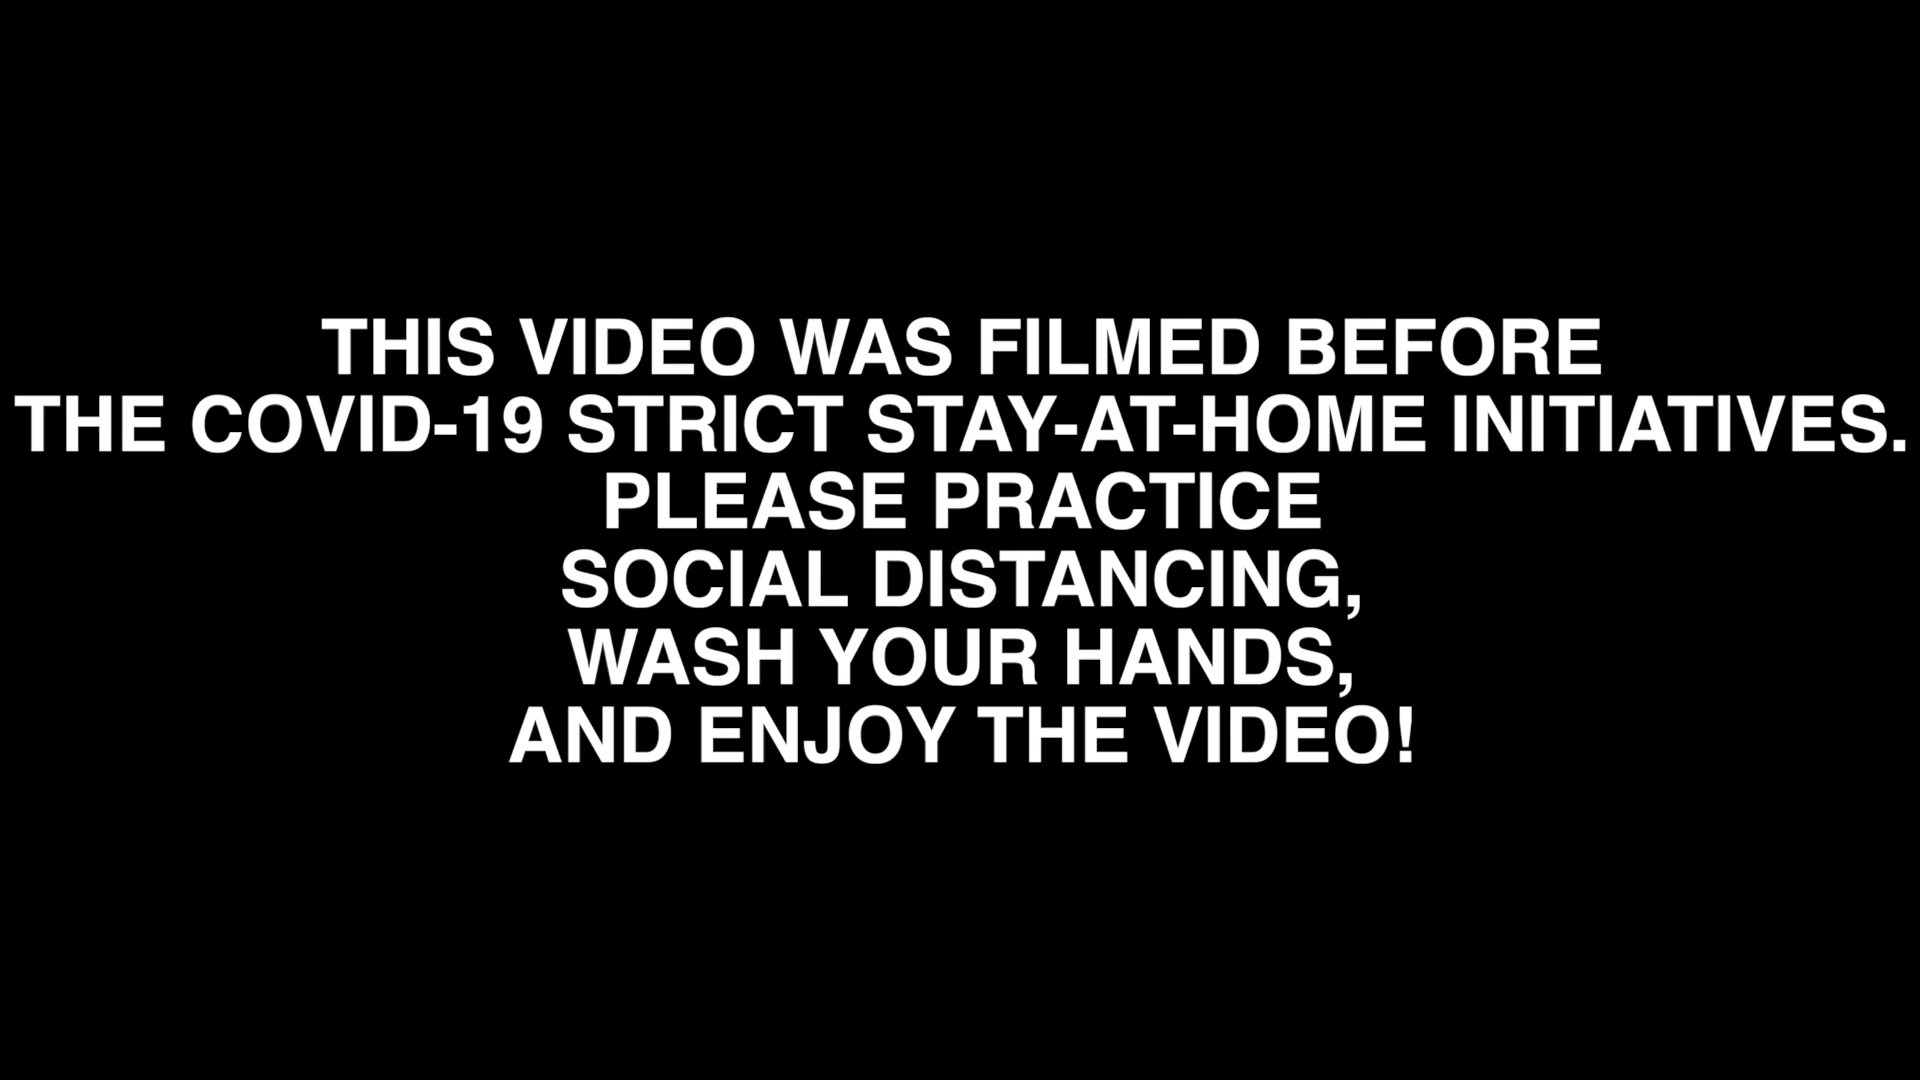 THIS VIDEO WAS FILMED BEFORE
THE COVID-19 STRICT STAY-AT-HOME INITIATIVES.
PLEASE PRACTICE
SOCIAL DISTANCING,
WASH YOUR HANDS,
AND ENJOY THE VIDEO!